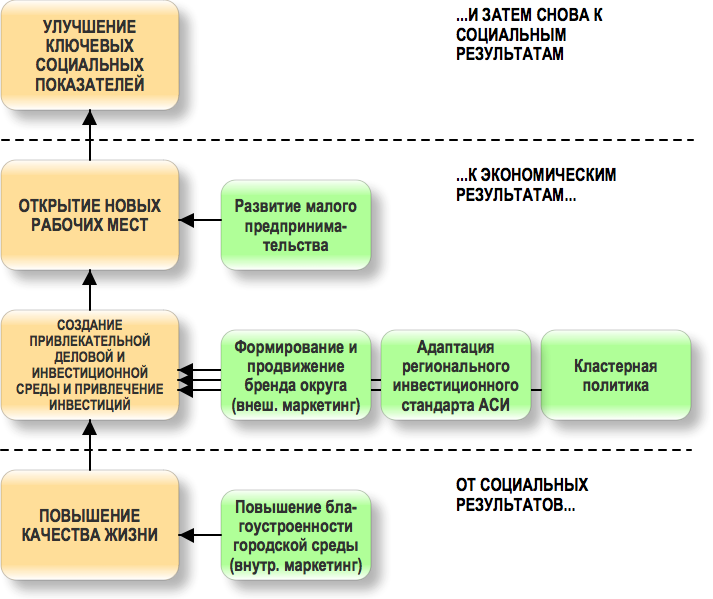 УЛУЧШЕНИЕ
КЛЮЧЕВЫХ
СОЦИАЛЬНЫХ
ПОКАЗАТЕЛЕЙ
...И ЗАТЕМ СНОВА К
СОЦИАЛЬНЫМ
РЕЗУЛЬТАТАМ
ОТКРЫТИЕ НОВЫХ
РАБОЧИХ МЕСТ
Развитие малого
предпринима-
тельства
...К ЭКОНОМИЧЕСКИМ
РЕЗУЛЬТАТАМ...
СОЗДАНИЕ
ПРИВЛЕКАТЕЛЬНОЙ
ДЕЛОВОЙ И
ИНВЕСТИЦИОННОЙ
СРЕДЫ И ПРИВЛЕЧЕНИЕ
ИНВЕСТИЦИЙ
Формирование и
продвижение
бренда округа
(внеш. маркетинг)
Адаптация
регионального
инвестиционного
стандарта АСИ
Кластерная
политика
ПОВЫШЕНИЕ
КАЧЕСТВА ЖИЗНИ
Повышение бла-
гоустроенности
городской среды
(внутр. маркетинг)
ОТ СОЦИАЛЬНЫХ
РЕЗУЛЬТАТОВ...